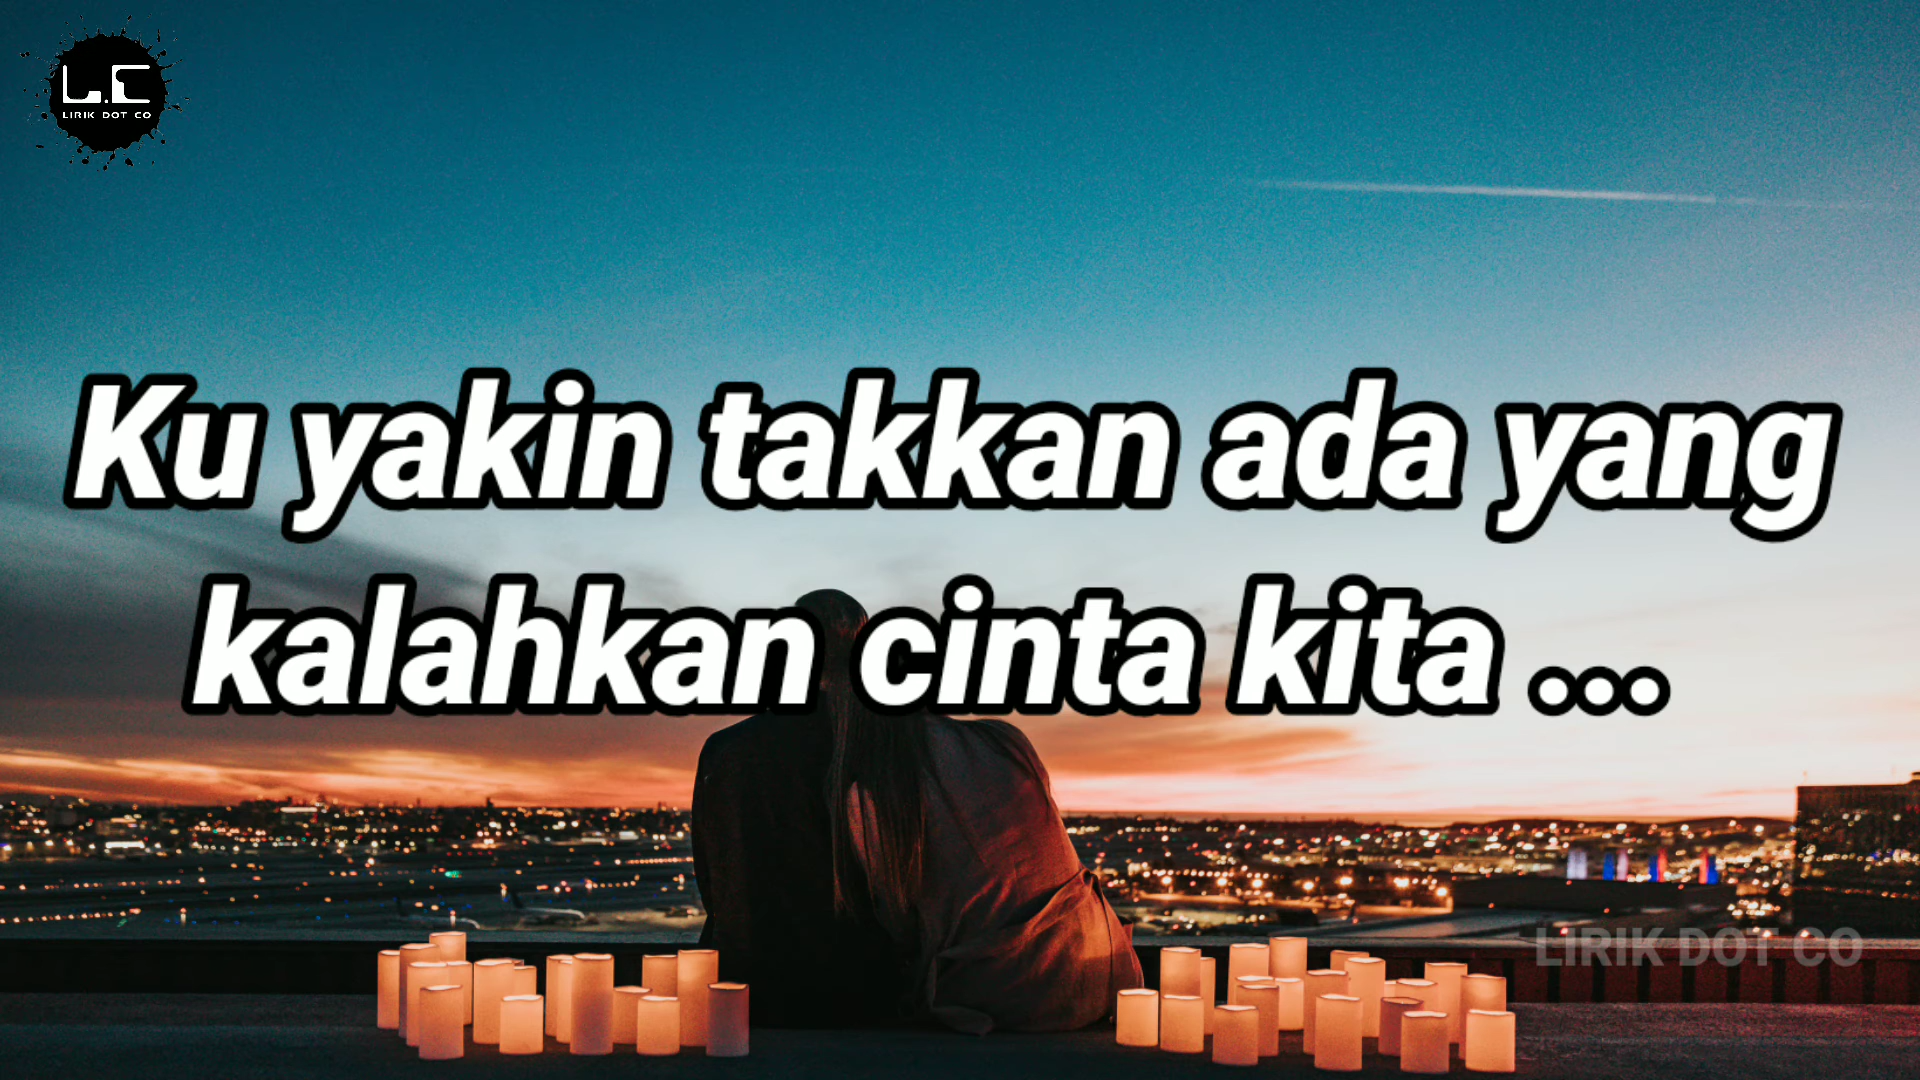 L.C
LIRIK DOT CO
Ku yakin takkan ada yang
kalahkan cinta kita ...
LIRIK DOT CO